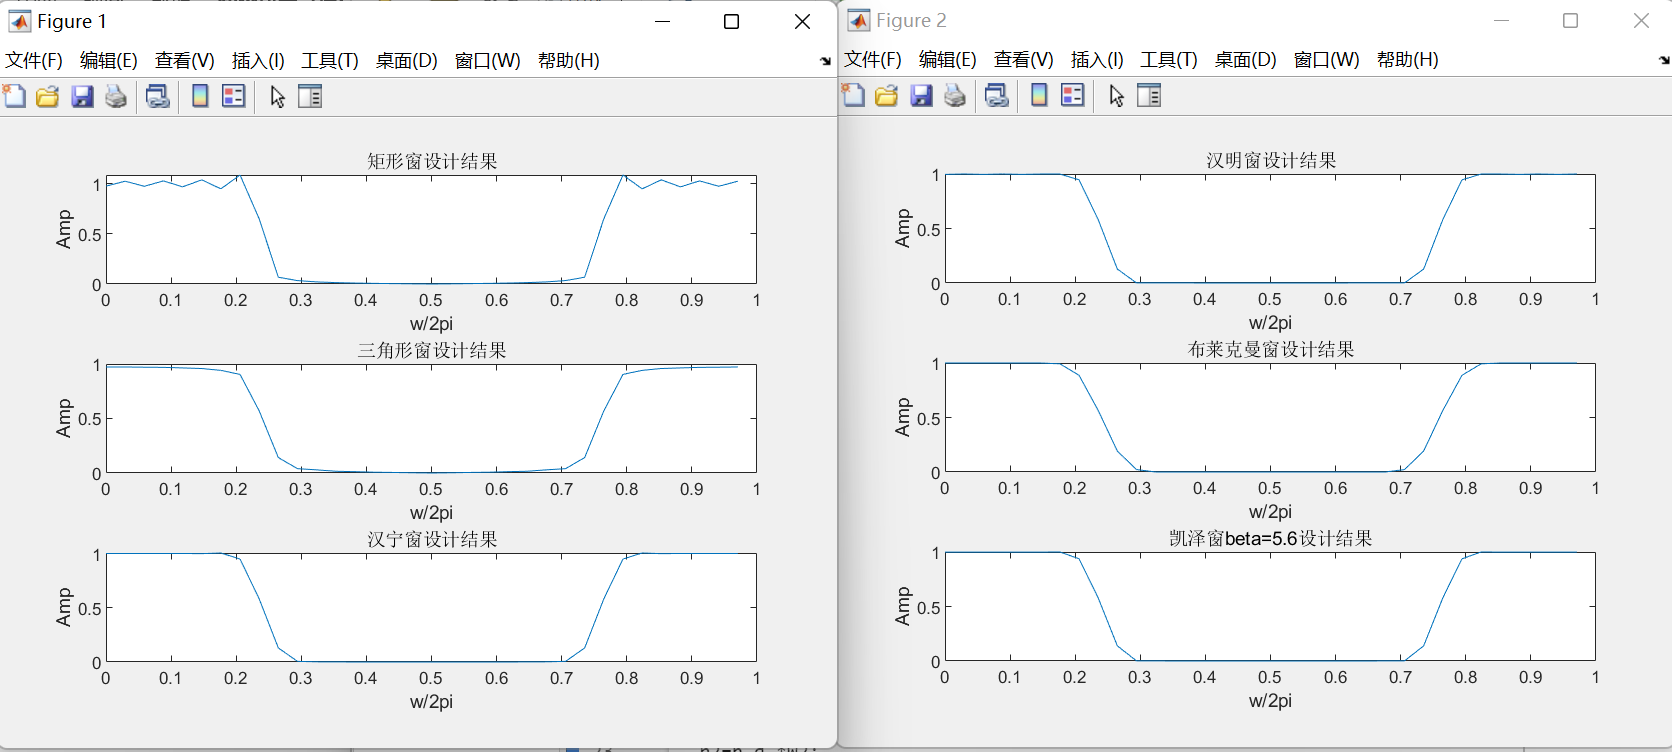 Figure 1
文件(F) 编辑(E) 查看(V) 插入(I) 工具(T) 桌面(D) 窗口(W) 帮助(H)
矩形窗设计结果
Amp
1
0.5
0
0 0.1 0.2 0.3 0.4 0.5 0.6 0.7 0.8 0.9 1
w/2pi
三角形窗设计结果
Amp
1
0.5
0
0 0.1 0.2 0.3 0.4 0.5 0.6 0.7 0.8 0.9 1
w/2pi
汉宁窗设计结果
Amp
1
0.5
0
0 0.1 0.2 0.3 0.4 0.5 0.6 0.7 0.8 0.9 1
w/2pi
Figure 2
文件(F) 编辑(E) 查看(V) 插入(I) 工具(T) 桌面(D) 窗口(W) 帮助(H)
汉明窗设计结果
Amp
1
0.5
0
0 0.1 0.2 0.3 0.4 0.5 0.6 0.7 0.8 0.9 1
w/2pi
布莱克曼窗设计结果
Amp
1
0.5
0
0 0.1 0.2 0.3 0.4 0.5 0.6 0.7 0.8 0.9 1
w/2pi
凯泽窗beta=5.6设计结果
Amp
1
0.5
0
0 0.1 0.2 0.3 0.4 0.5 0.6 0.7 0.8 0.9 1
w/2pi